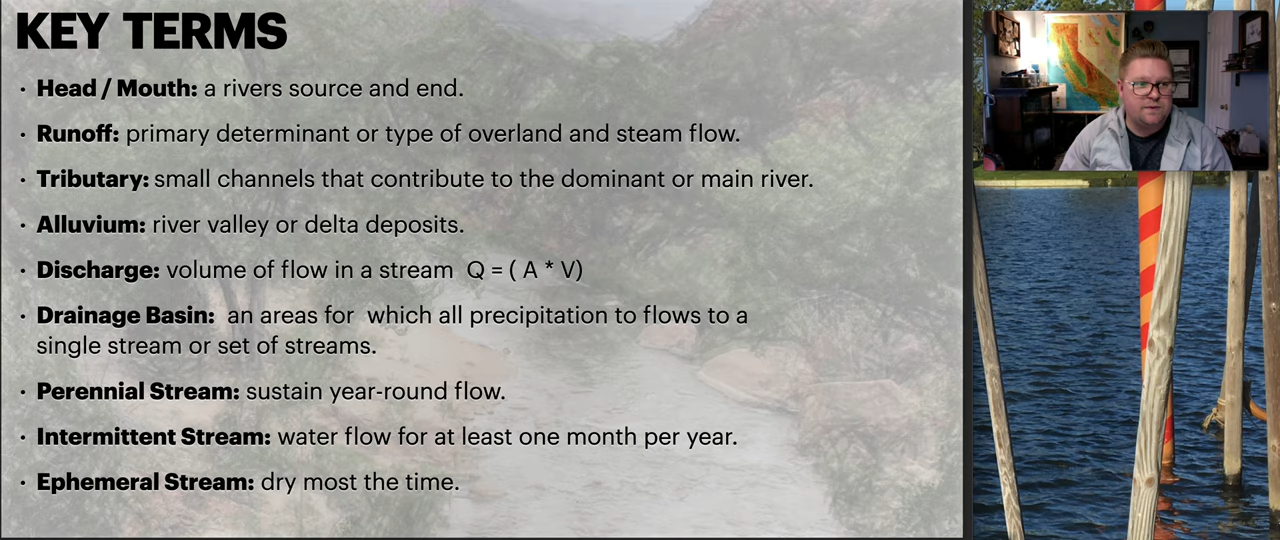 KEY TERMS
• Head / Mouth: a rivers source and end.
• Runoff: primary determinant or type of overland and steam flow.
• Tributary: small channels that contribute to the dominant or main river.
• Alluvium: river valley or delta deposits.
• Discharge: volume of flow in a stream  Q = ( A * V)
• Drainage Basin:  an areas for  which all precipitation to flows to a
single stream or set of streams.
• Perennial Stream: sustain year-round flow.
• Intermittent Stream: water flow for at least one month per year.
• Ephemeral Stream: dry most the time.